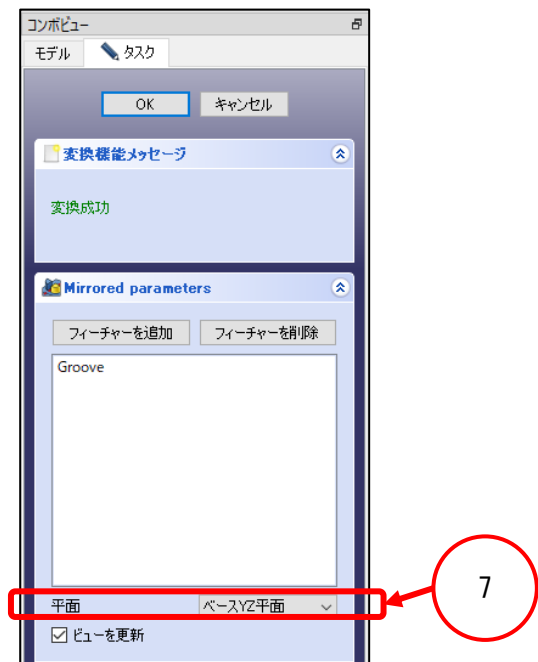 コンボビュー
モデル タスク
OK キャンセル
変換機能メッセージ
変換成功
Mirrored parameters
フィーチャーを追加 フィーチャーを削除
Groove
平面 ベースYZ平面
ビューを更新
7